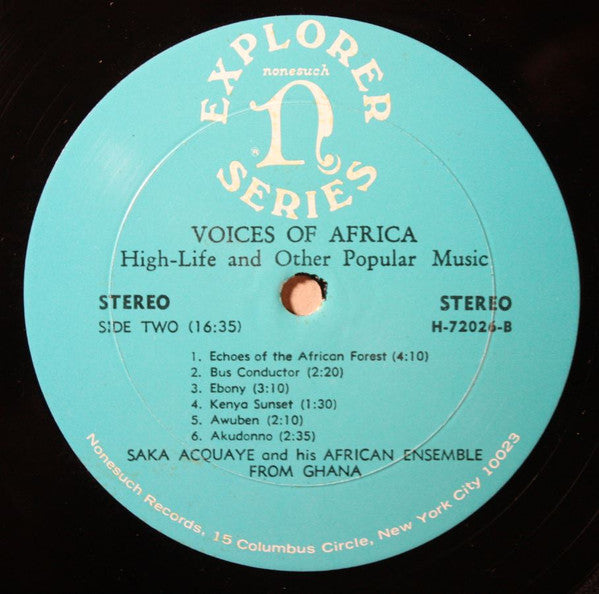 EXPLORER
nonesuch
n
®
SERIES
VOICES OF AFRICA
High-Life and Other Popular Music
STEREO
STEREO
SIDE TWO (16:35)
H-72026-B
1. Echoes of the African Forest (4:10)
2. Bus Conductor (2:20)
3. Ebony (3:10)
4. Kenya Sunset (1:30)
5. Awuben (2:10)
6. Akudonno (2:35)
SAKA ACQUAYE and his AFRICAN ENSEMBLE
FROM GHANA
Nonesuch Records, 15 Columbus Circle, New York City 10023